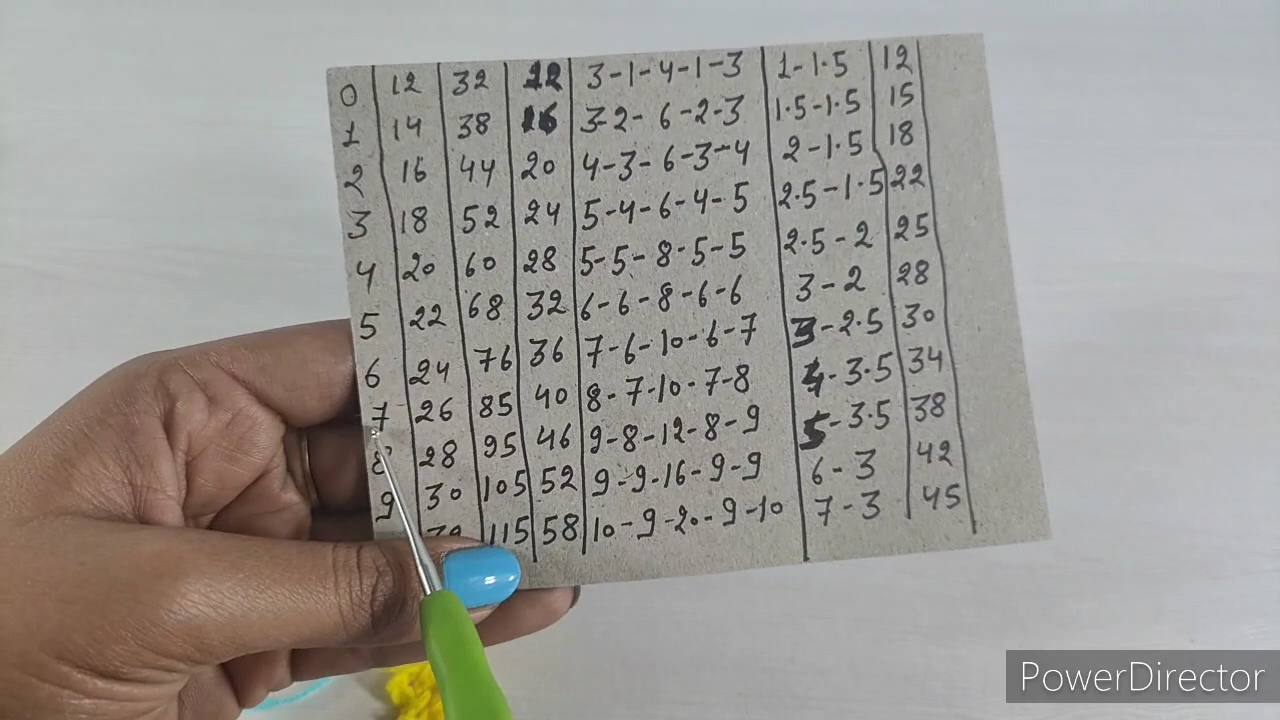 0 12 32 22 3-1-4-1-3 1-1.5 12
1 14 38 16 3-2-6-2-3 1.5-1.5 15
2 16 44 20 4-3-6-3-4 2-1.5 18
3 18 52 24 5-4-6-4-5 2.5-1.5 22
4 20 60 28 5-5-8-5-5 2.5-2 25
5 22 68 32 6-6-8-6-6 3-2 28
6 24 76 36 7-6-10-6-7 3-2.5 30
7 26 85 40 8-7-10-7-8 4-3.5 34
8 28 95 46 9-8-12-8-9 5-3.5 38
9 30 105 52 9-9-16-9-9 6-3 42
115 58 10-9-20-9-10 7-3 45
PowerDirector